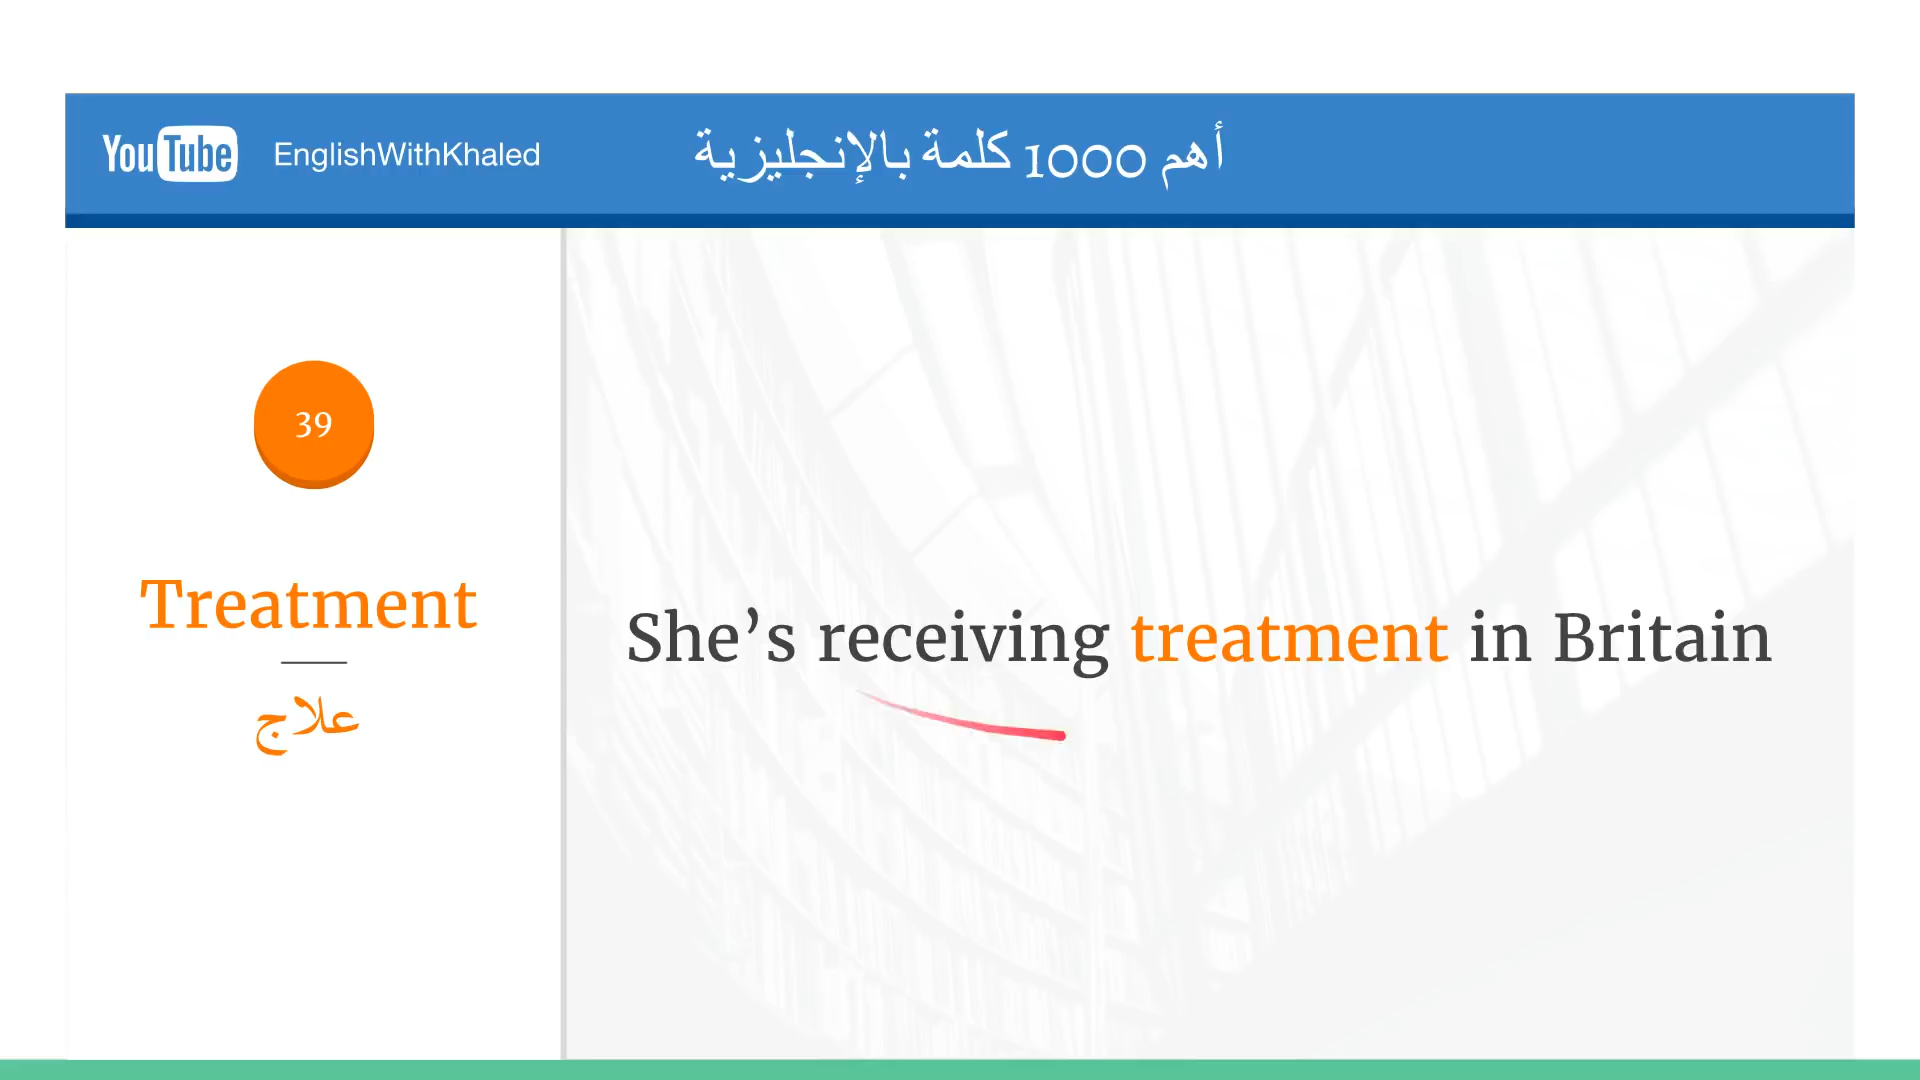 YouTube EnglishWithKhaled
أهم 1000 كلمة بالإنجليزية
39
Treatment
علاج
She’s receiving treatment in Britain